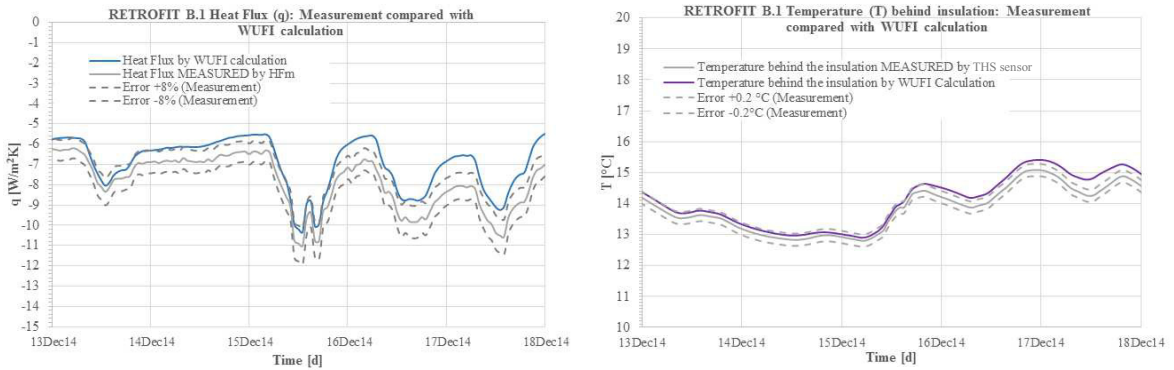 RETROFIT B.1 Heat Flux (q): Measurement compared with
WUFI calculation
-0
-1
-2
-3
-4
-5
-6
-7
-8
-9
-10
-11
-12
-13
-14
-15
q [W/m²K]
Heat Flux by WUFI calculation
Heat Flux MEASURED by HFm
Error +8% (Measurement)
Error -8% (Measurement)
13Dec14 14Dec14 15Dec14 16Dec14 17Dec14 18Dec14
Time [d]
RETROFIT B.1 Temperature (T) behind insulation: Measurement
compared with WUFI calculation
20
19
18
17
16
15
14
13
12
11
10
T [°C]
Temperature behind the insulation MEASURED by THS sensor
Temperature behind the insulation by WUFI Calculation
Error +0.2 °C (Measurement)
Error -0.2°C (Measurement)
13Dec14 14Dec14 15Dec14 16Dec14 17Dec14 18Dec14
Time [d]